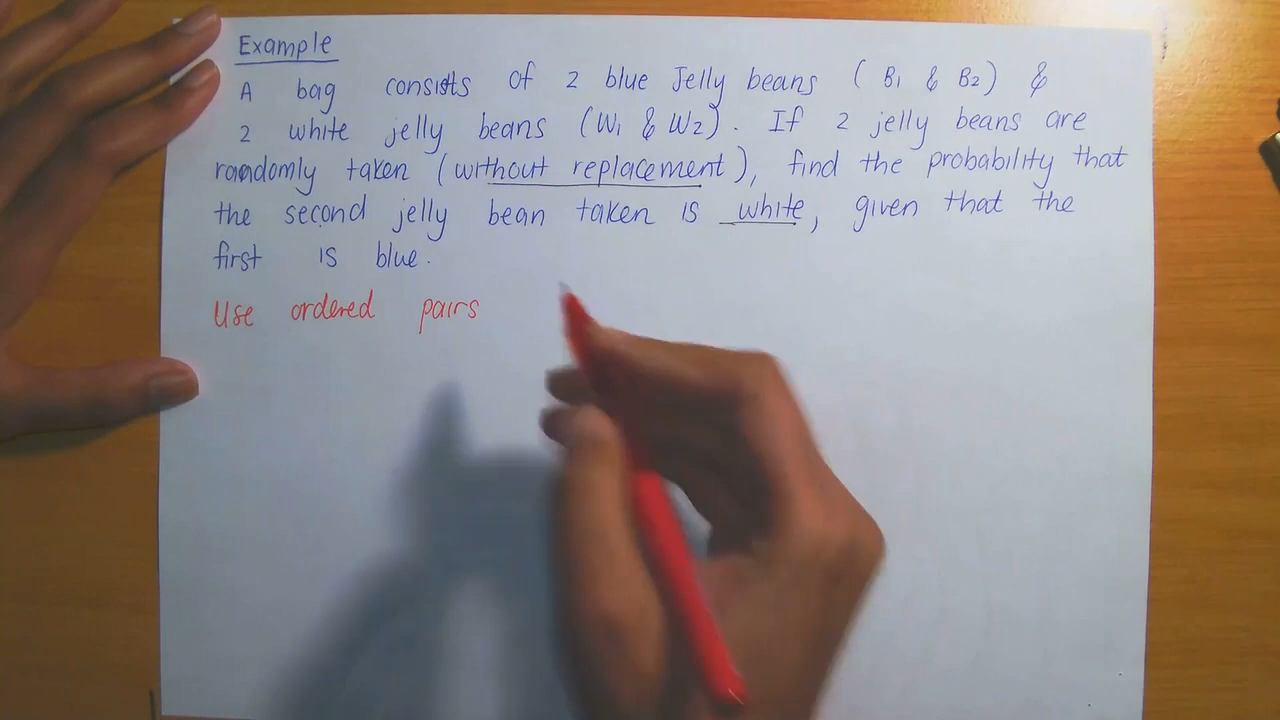 Example
A bag consists of 2 blue Jelly beans ( B1 & B2 ) &
2 white jelly beans (W1 & W2). If 2 jelly beans are
randomly taken (without replacement), find the probability that
the second jelly bean taken is white, given that the
first is blue.
Use ordered pairs